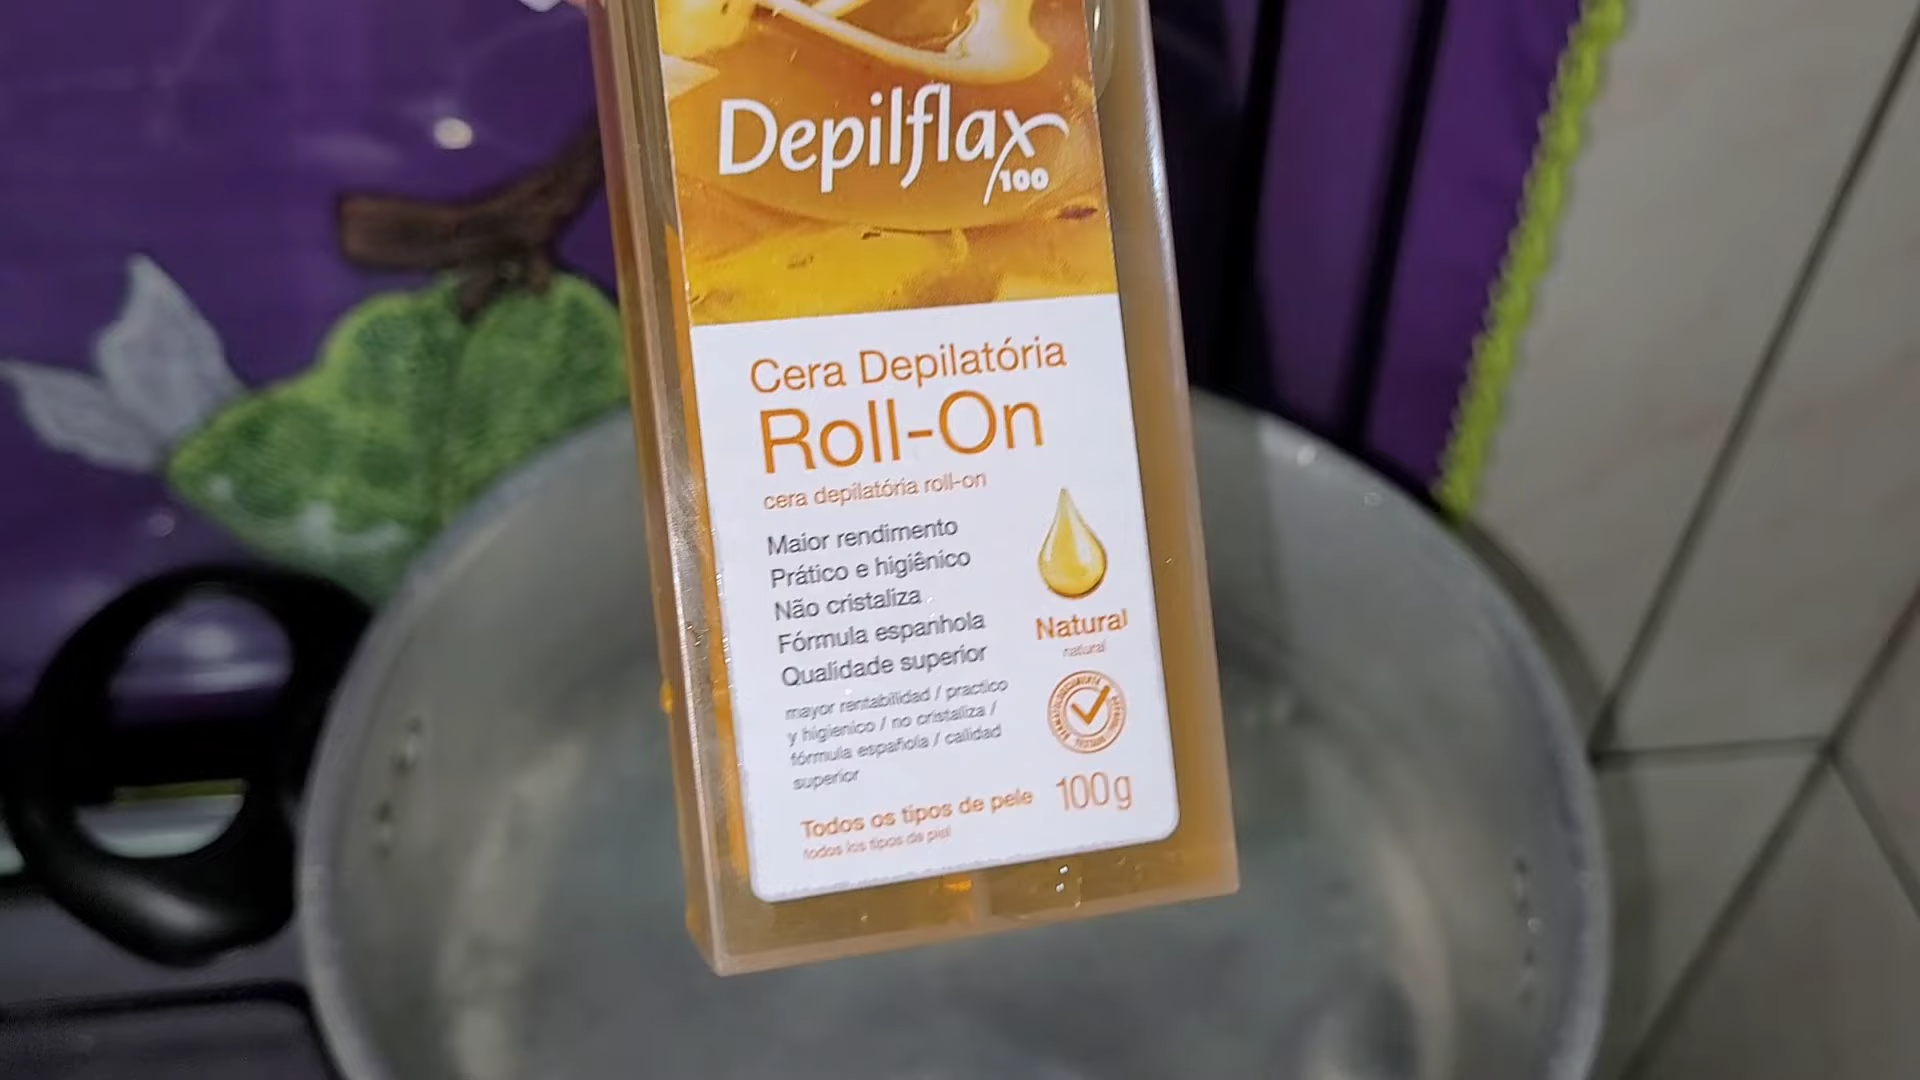 Depilflax
100
Cera Depilatória
Roll-On
cera depilatória roll-on
Maior rendimento
Prático e higiênico
Não cristaliza
Fórmula espanhola
Qualidade superior
mayor rentabilidad / practico
y higienico / no cristaliza /
fórmula española / calidad
superior
Natural
natural
Todos os tipos de pele
todos los tipos de piel
100g